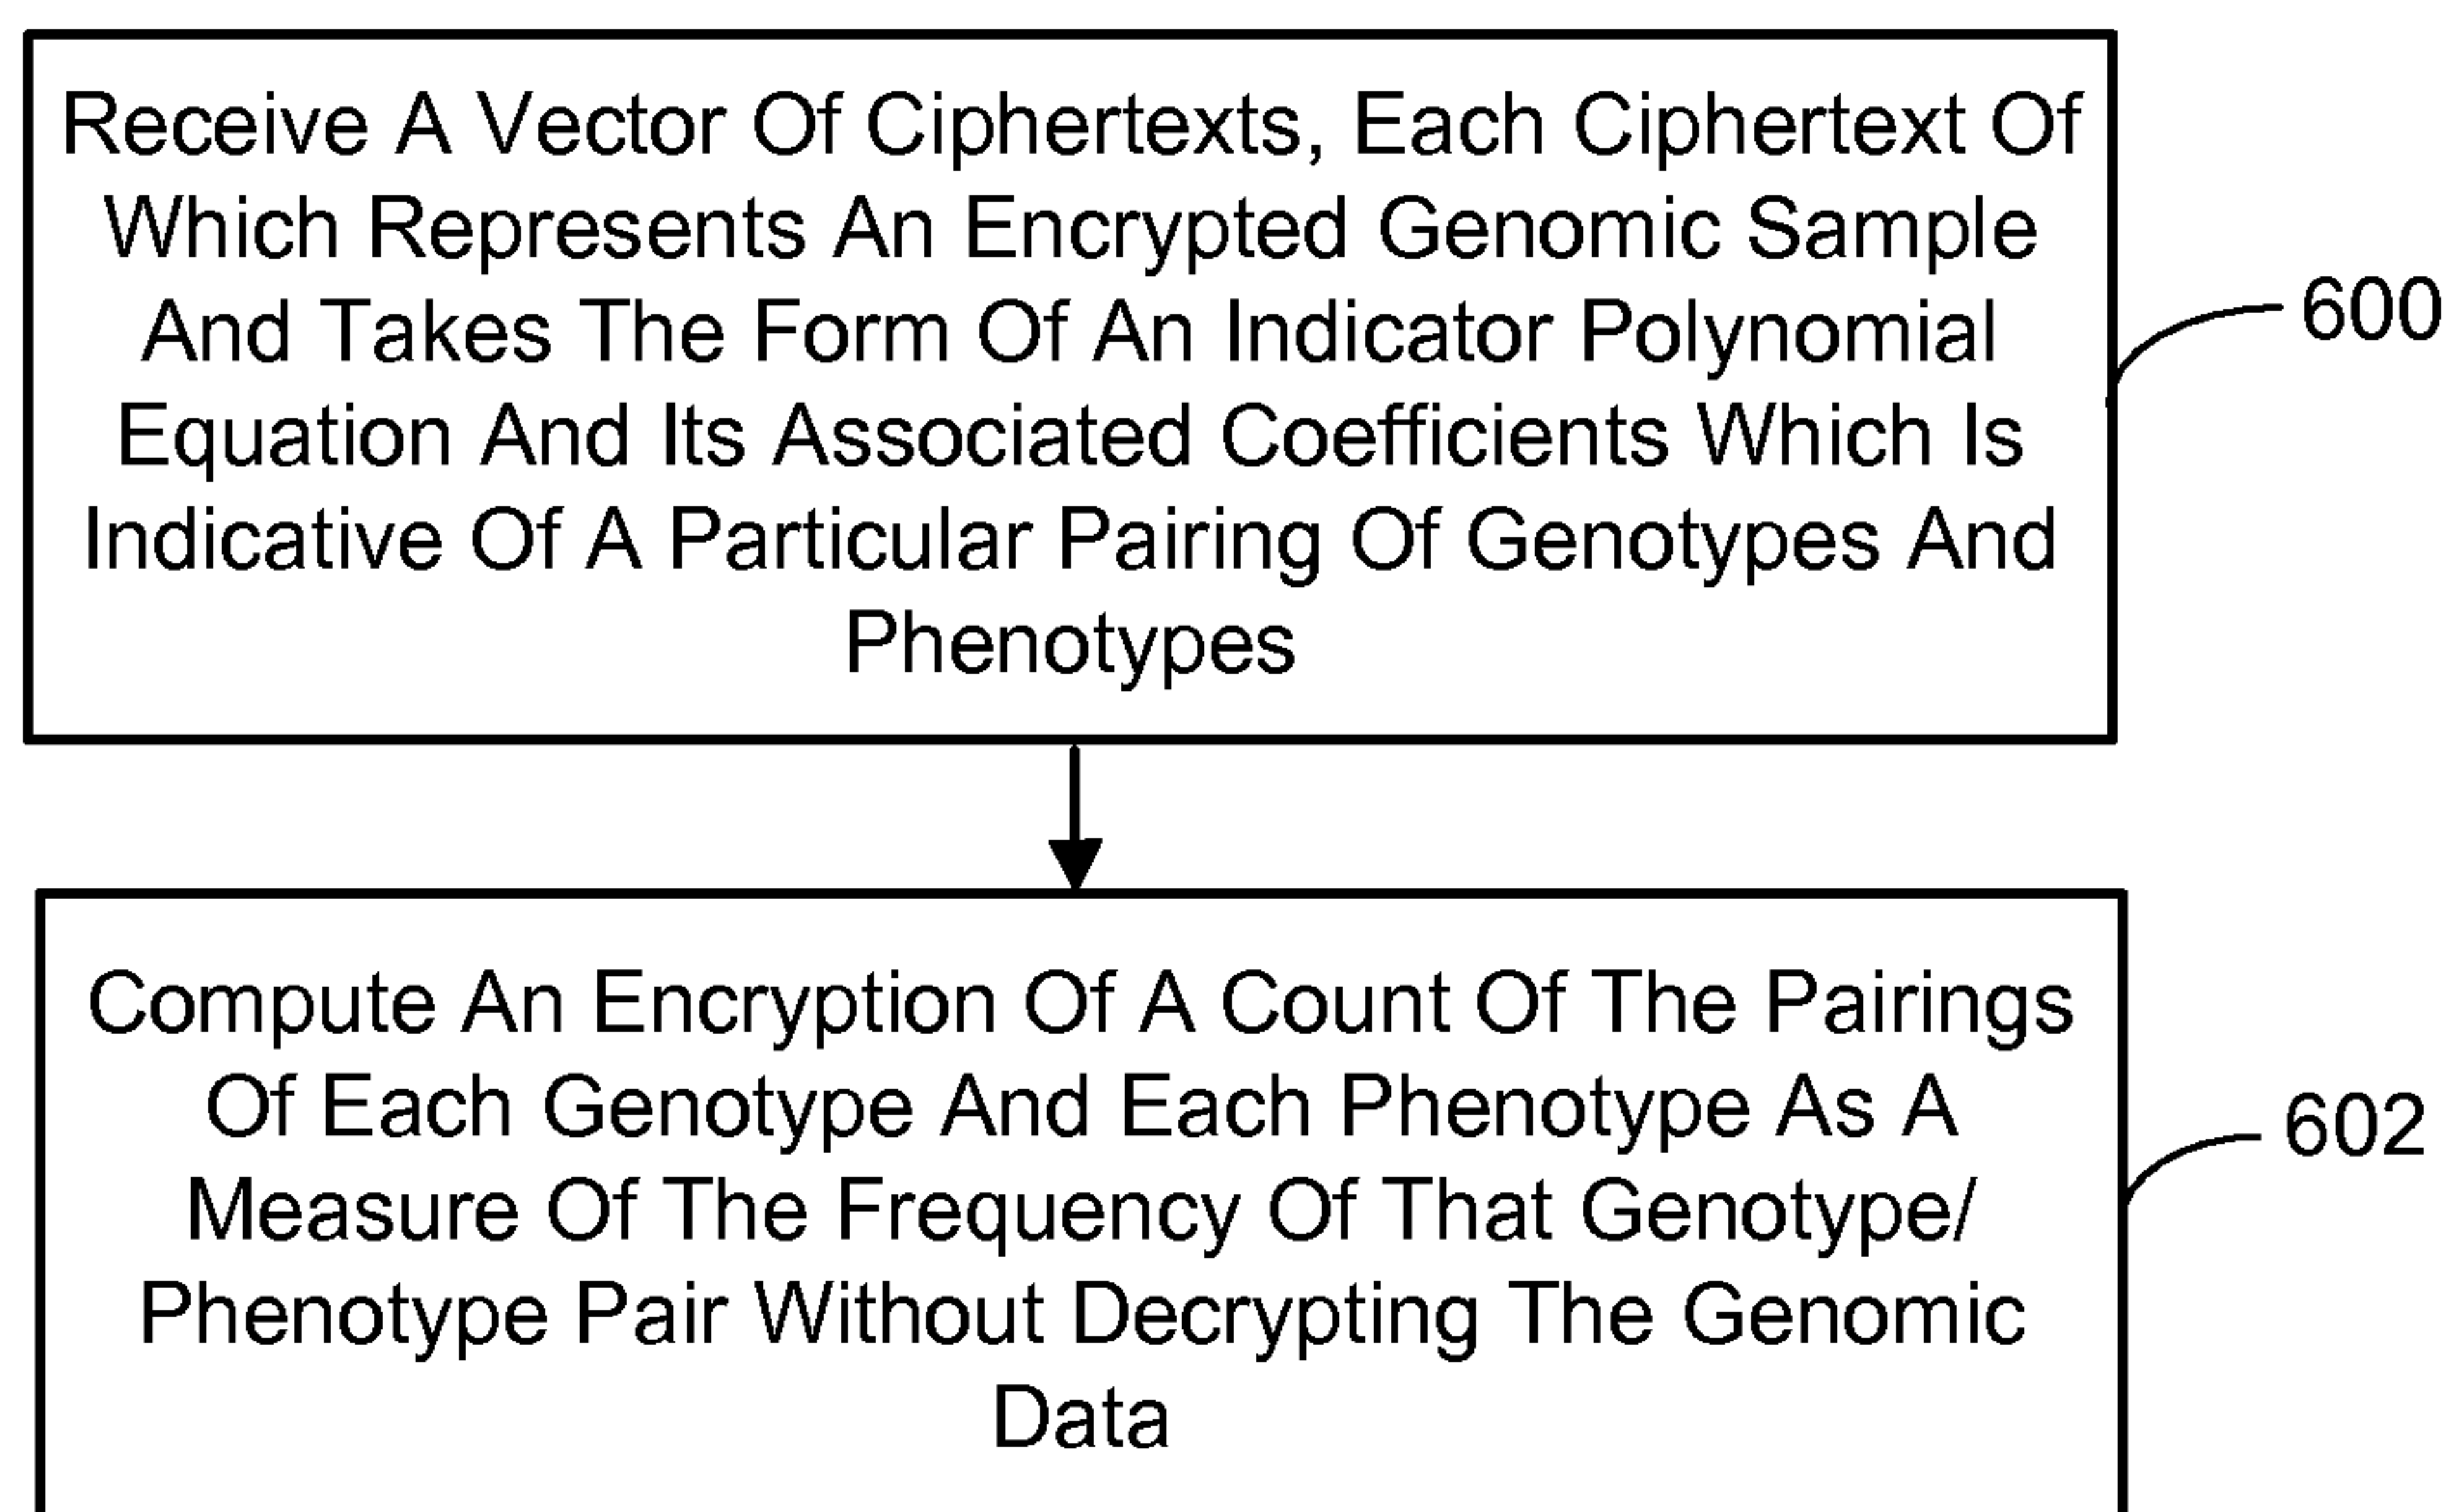 Receive A Vector Of Ciphertexts, Each Ciphertext Of
Which Represents An Encrypted Genomic Sample
And Takes The Form Of An Indicator Polynomial
Equation And Its Associated Coefficients Which Is
Indicative Of A Particular Pairing Of Genotypes And
Phenotypes
600
Compute An Encryption Of A Count Of The Pairings
Of Each Genotype And Each Phenotype As A
Measure Of The Frequency Of That Genotype/
Phenotype Pair Without Decrypting The Genomic
Data
602